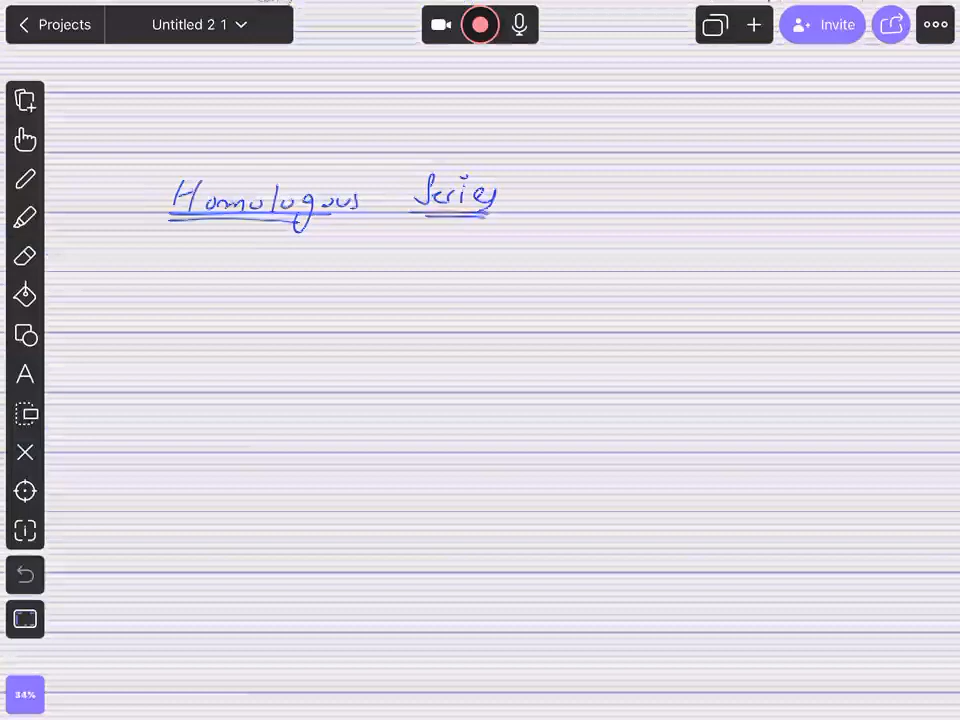 Projects
Untitled 2 1
Invite
Homologous Series
A
34%